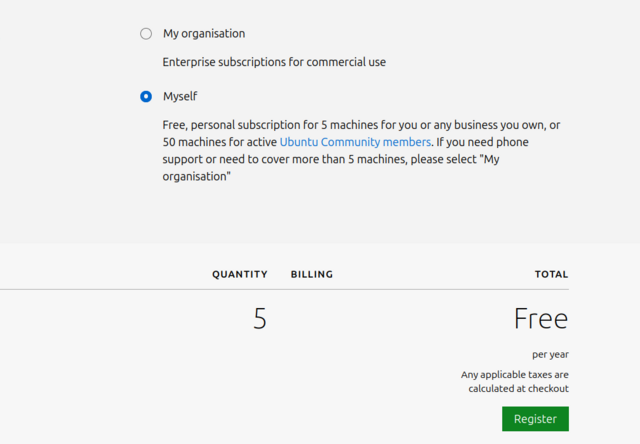 My organisation
Enterprise subscriptions for commercial use
Myself
Free, personal subscription for 5 machines for you or any business you own, or
50 machines for active Ubuntu Community members. If you need phone
support or need to cover more than 5 machines, please select "My
organisation"
QUANTITY BILLING TOTAL
5 Free
per year
Any applicable taxes are
calculated at checkout
Register